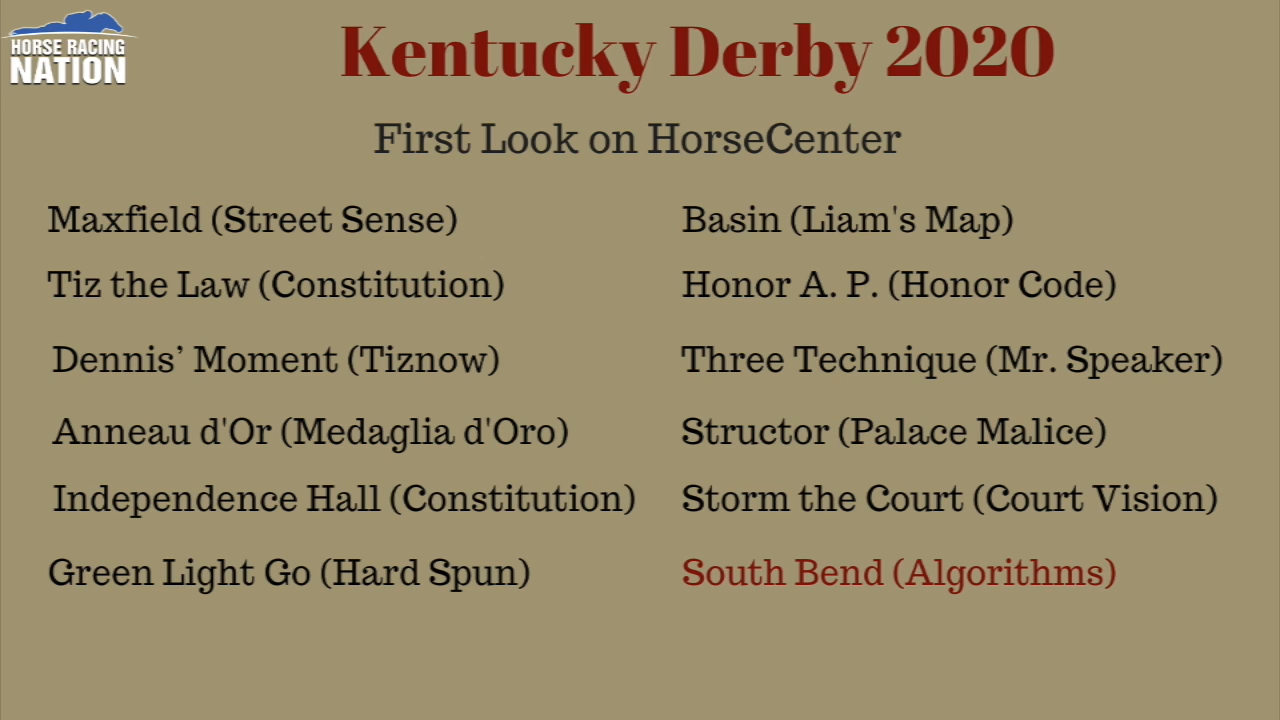 HORSE RACING
NATION
Kentucky Derby 2020
First Look on HorseCenter
Maxfield (Street Sense)
Tiz the Law (Constitution)
Dennis’ Moment (Tiznow)
Anneau d'Or (Medaglia d'Oro)
Independence Hall (Constitution)
Green Light Go (Hard Spun)
Basin (Liam's Map)
Honor A. P. (Honor Code)
Three Technique (Mr. Speaker)
Structor (Palace Malice)
Storm the Court (Court Vision)
South Bend (Algorithms)